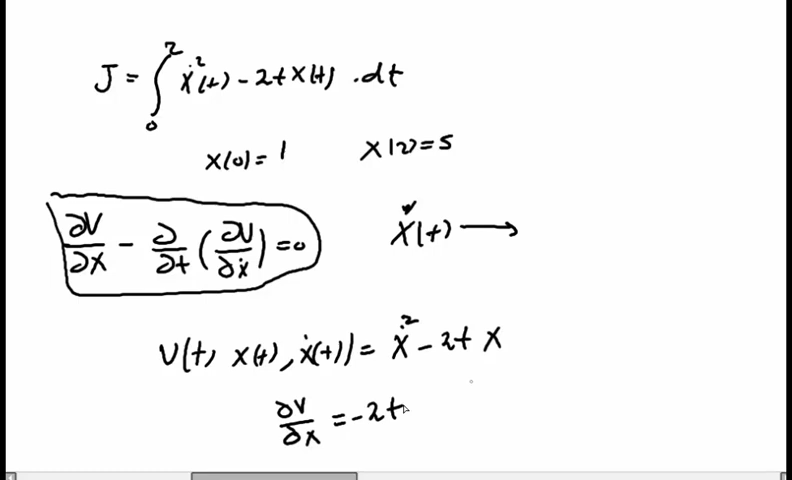 J = ∫₀² ẋ²(t) - 2t x(t) . dt
x(0) = 1 x(2) = 5
∂V/∂x - ∂/∂t (∂V/∂ẋ) = 0 ẋ(t) ⟶
V(t, x(t), ẋ(t)) = ẋ² - 2t x
∂V/∂x = -2t